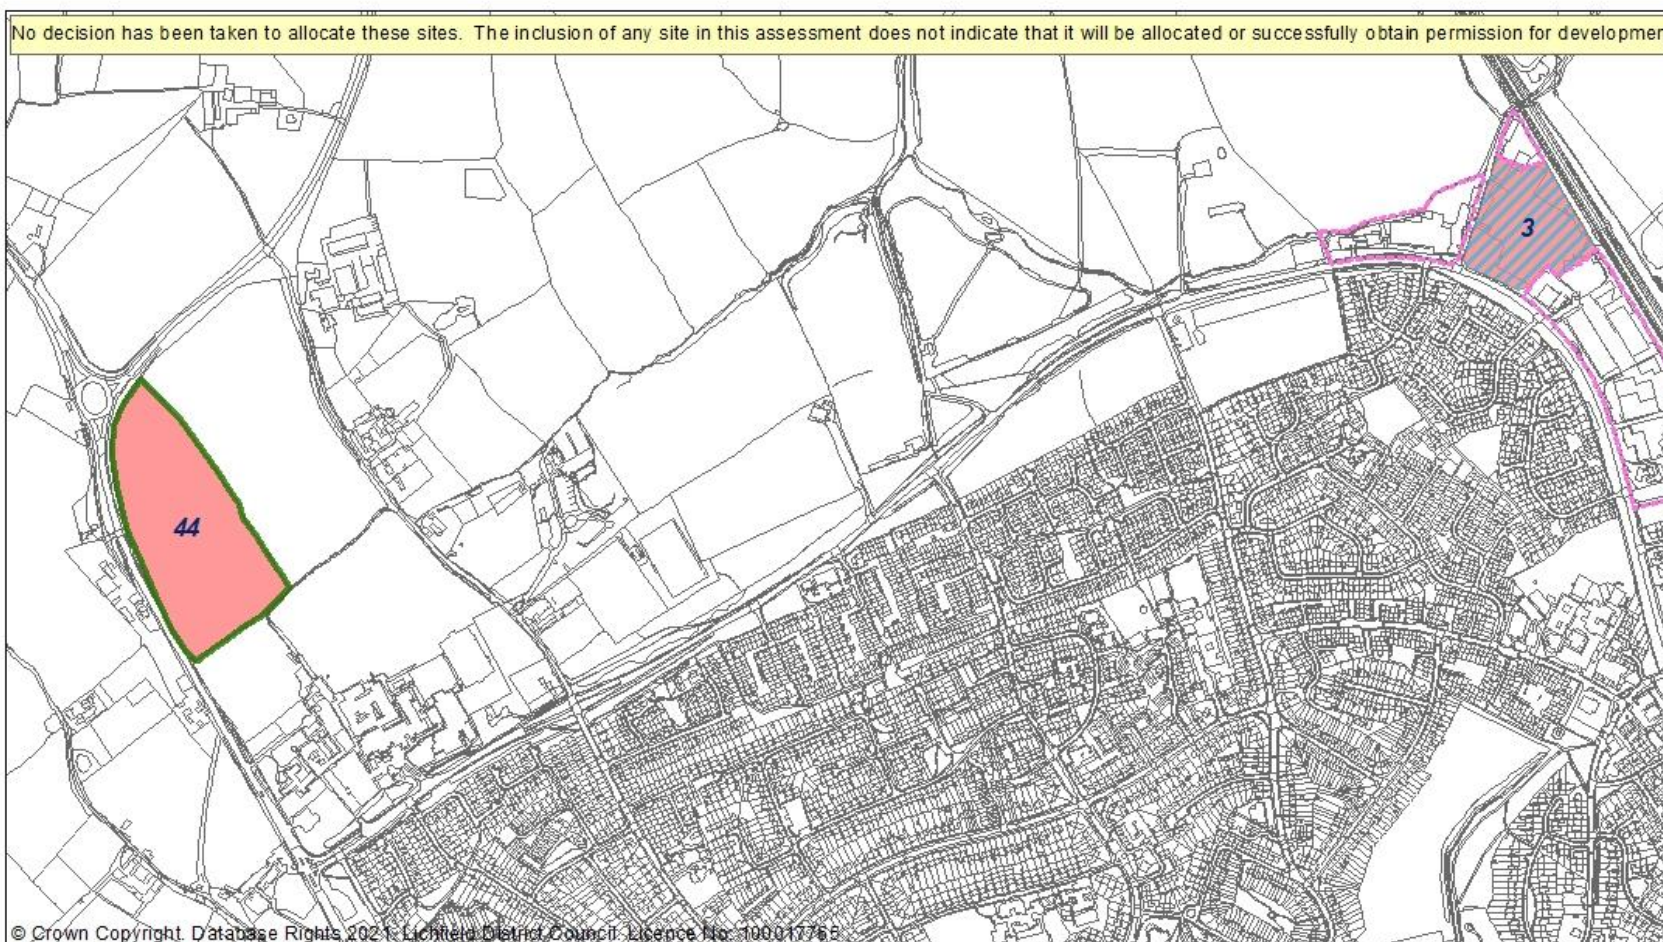 No decision has been taken to allocate these sites. The inclusion of any site in this assessment does not indicate that it will be allocated or successfully obtain permission for developmen
3
44
© Crown Copyright. Database Rights 2021. Lichfield District Council. Licence No: 100017765